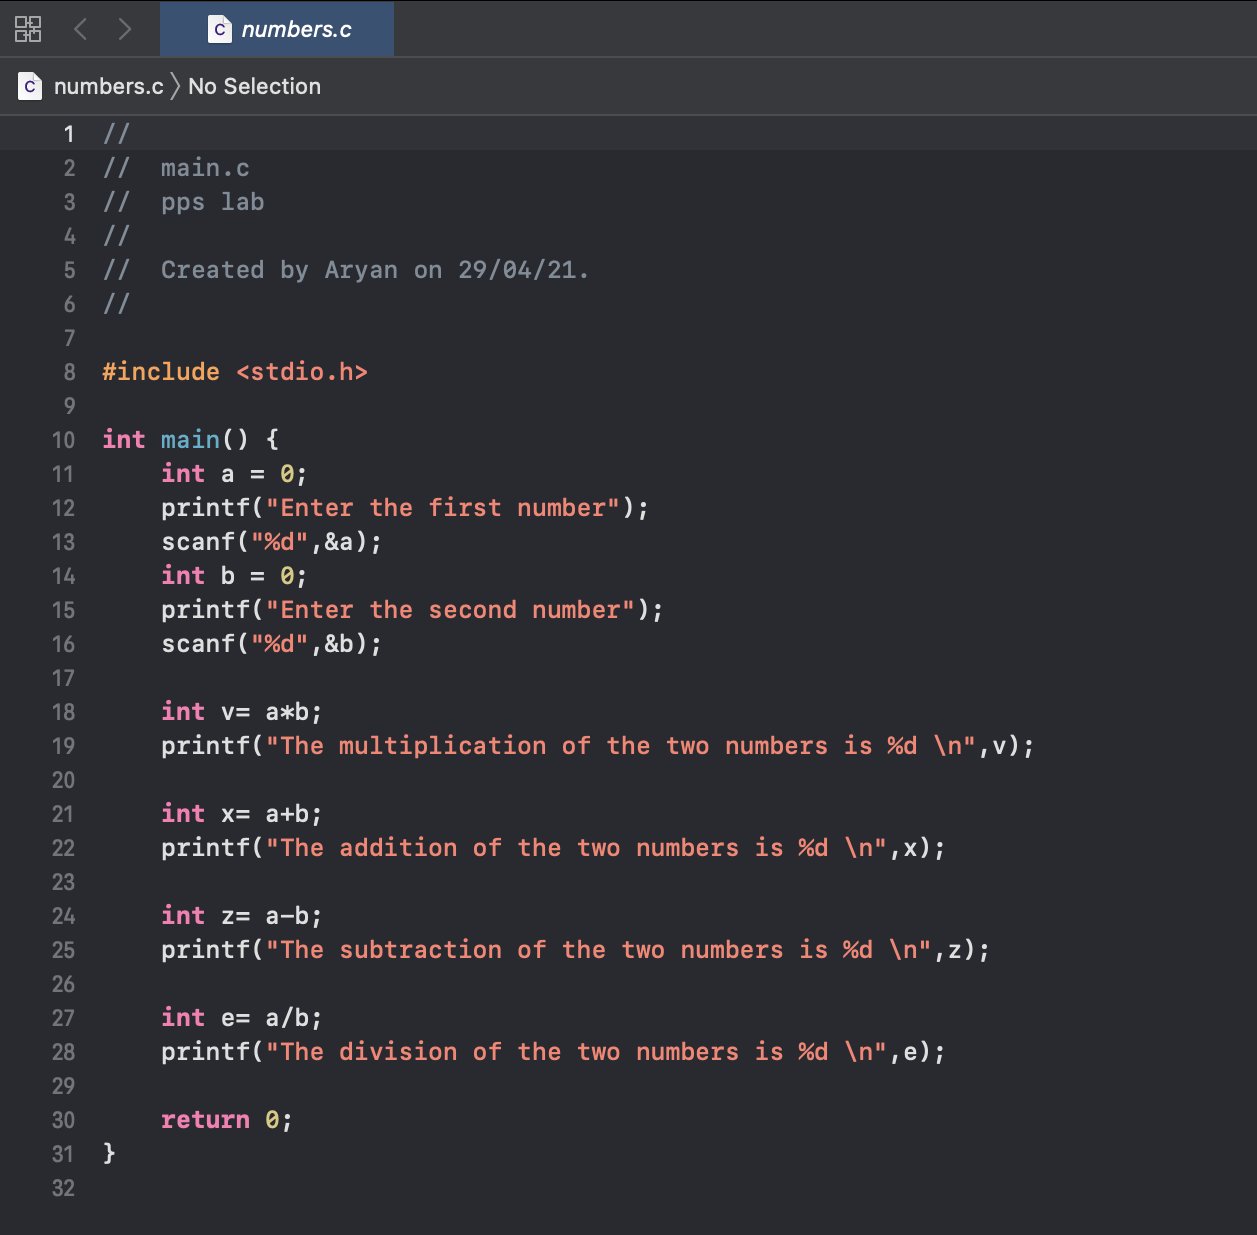 numbers.c
numbers.c 〉 No Selection
1 //
2 //  main.c
3 //  pps lab
4 //
5 //  Created by Aryan on 29/04/21.
6 //
7
8 #include <stdio.h>
9
10 int main() {
11     int a = 0;
12     printf("Enter the first number");
13     scanf("%d",&a);
14     int b = 0;
15     printf("Enter the second number");
16     scanf("%d",&b);
17
18     int v= a*b;
19     printf("The multiplication of the two numbers is %d \n",v);
20
21     int x= a+b;
22     printf("The addition of the two numbers is %d \n",x);
23
24     int z= a-b;
25     printf("The subtraction of the two numbers is %d \n",z);
26
27     int e= a/b;
28     printf("The division of the two numbers is %d \n",e);
29
30     return 0;
31 }
32